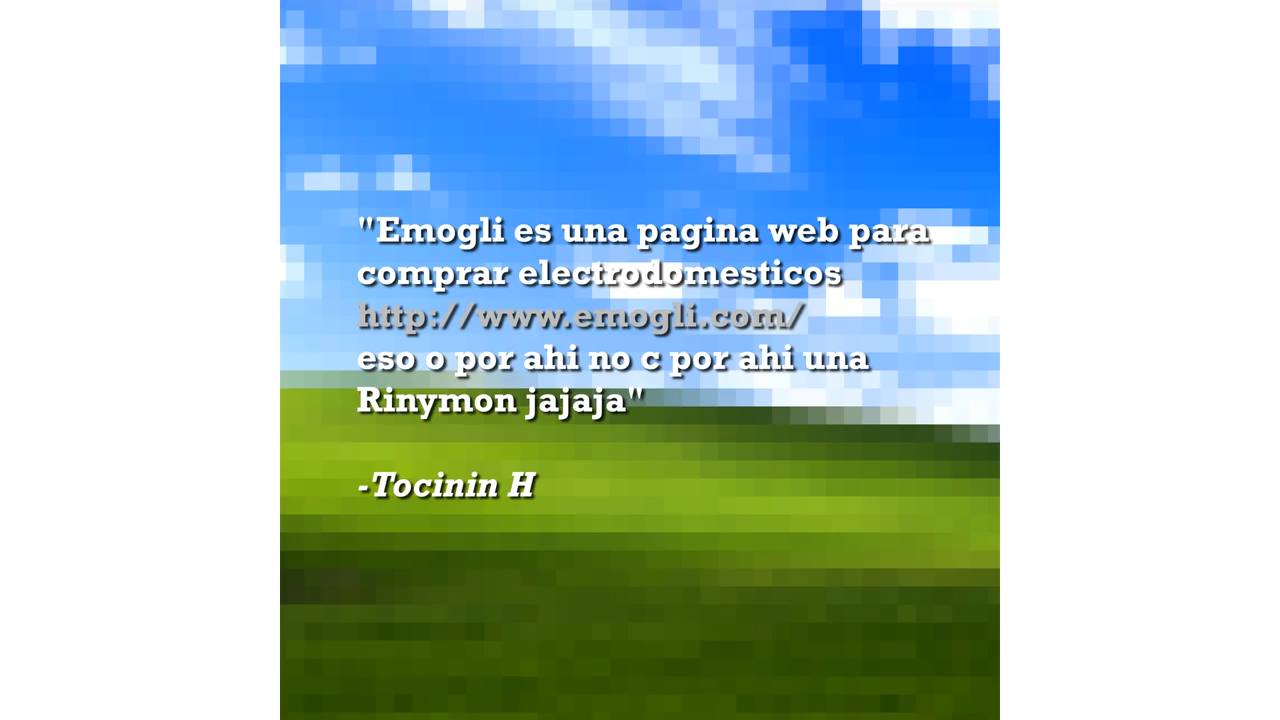 "Emogli es una pagina web para
comprar electrodomesticos
http://www.emogli.com/
eso o por ahi no c por ahi una
Rinymon jajaja"
-Tocinin H